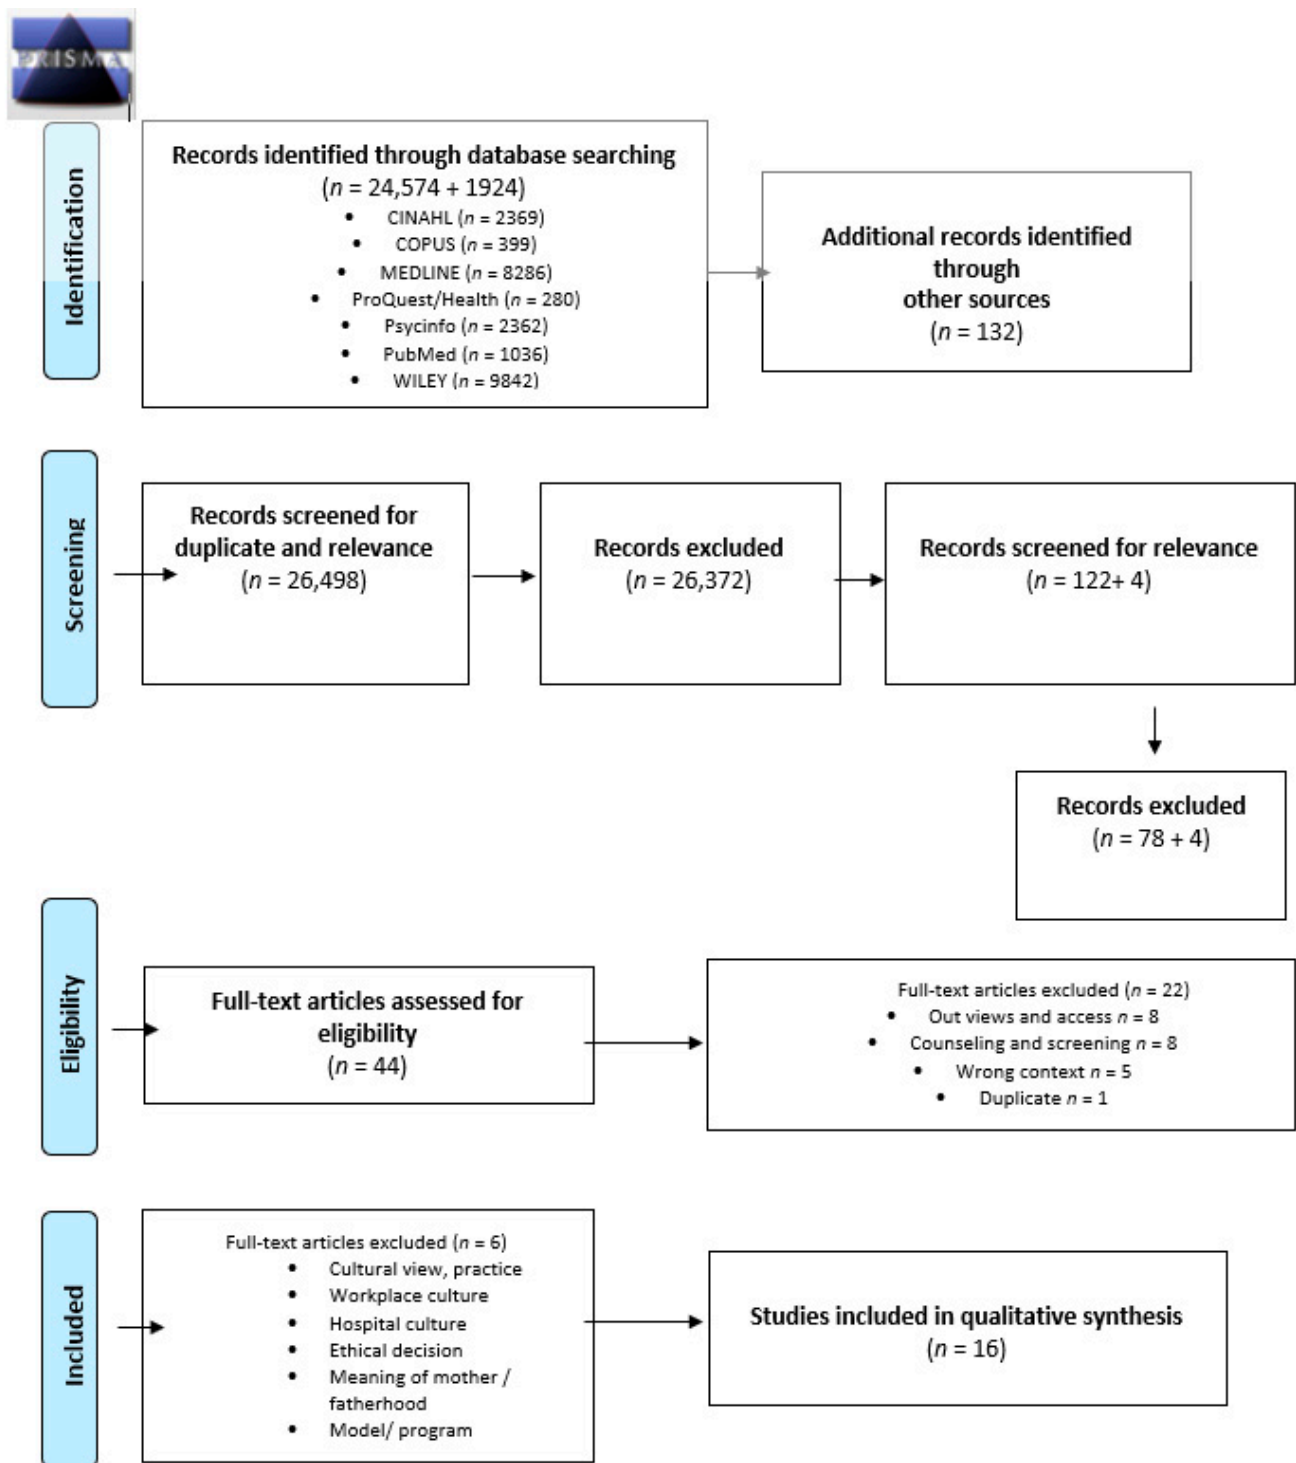 PRISMA
Identification
Records identified through database searching
(n = 24,574 + 1924)
• CINAHL (n = 2369)
• COPUS (n = 399)
• MEDLINE (n = 8286)
• ProQuest/Health (n = 280)
• Psycinfo (n = 2362)
• PubMed (n = 1036)
• WILEY (n = 9842)
Additional records identified
through
other sources
(n = 132)
Screening
Records screened for
duplicate and relevance
(n = 26,498)
Records excluded
(n = 26,372)
Records screened for relevance
(n = 122+ 4)
Records excluded
(n = 78 + 4)
Eligibility
Full-text articles assessed for
eligibility
(n = 44)
Full-text articles excluded (n = 22)
• Out views and access n = 8
• Counseling and screening n = 8
• Wrong context n = 5
• Duplicate n = 1
Included
Full-text articles excluded (n = 6)
• Cultural view, practice
• Workplace culture
• Hospital culture
• Ethical decision
• Meaning of mother /
fatherhood
• Model/ program
Studies included in qualitative synthesis
(n = 16)